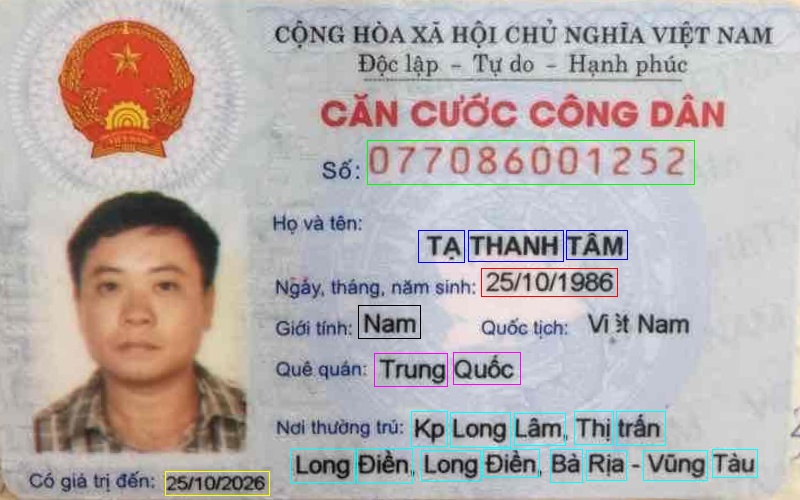 CỘNG HÒA XÃ HỘI CHỦ NGHĨA VIỆT NAM
Độc lập - Tự do - Hạnh phúc
CĂN CƯỚC CÔNG DÂN
Số: 077086001252
Họ và tên:
TẠ THANH TÂM
Ngày, tháng, năm sinh: 25/10/1986
Giới tính: Nam Quốc tịch: Việt Nam
Quê quán: Trung Quốc
Nơi thường trú: Kp Long Lâm, Thị trấn
Long Điền, Long Điền, Bà Rịa - Vũng Tàu
Có giá trị đến: 25/10/2026